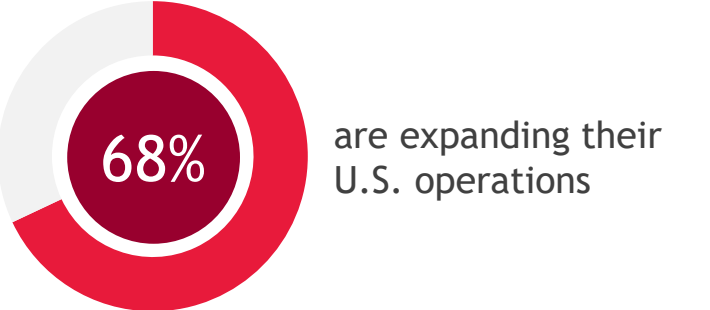 68%
are expanding their
U.S. operations